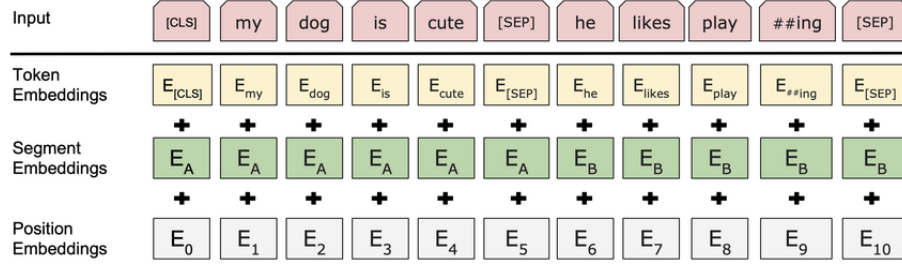 Input [CLS] my dog is cute [SEP] he likes play ##ing [SEP]
Token
Embeddings
E[CLS] Emy Edog Eis Ecute E[SEP] Ehe Elikes Eplay E##ing E[SEP]
+ + + + + + + + + + +
Segment
Embeddings
EA EA EA EA EA EA EB EB EB EB EB
+ + + + + + + + + + +
Position
Embeddings
E0 E1 E2 E3 E4 E5 E6 E7 E8 E9 E10